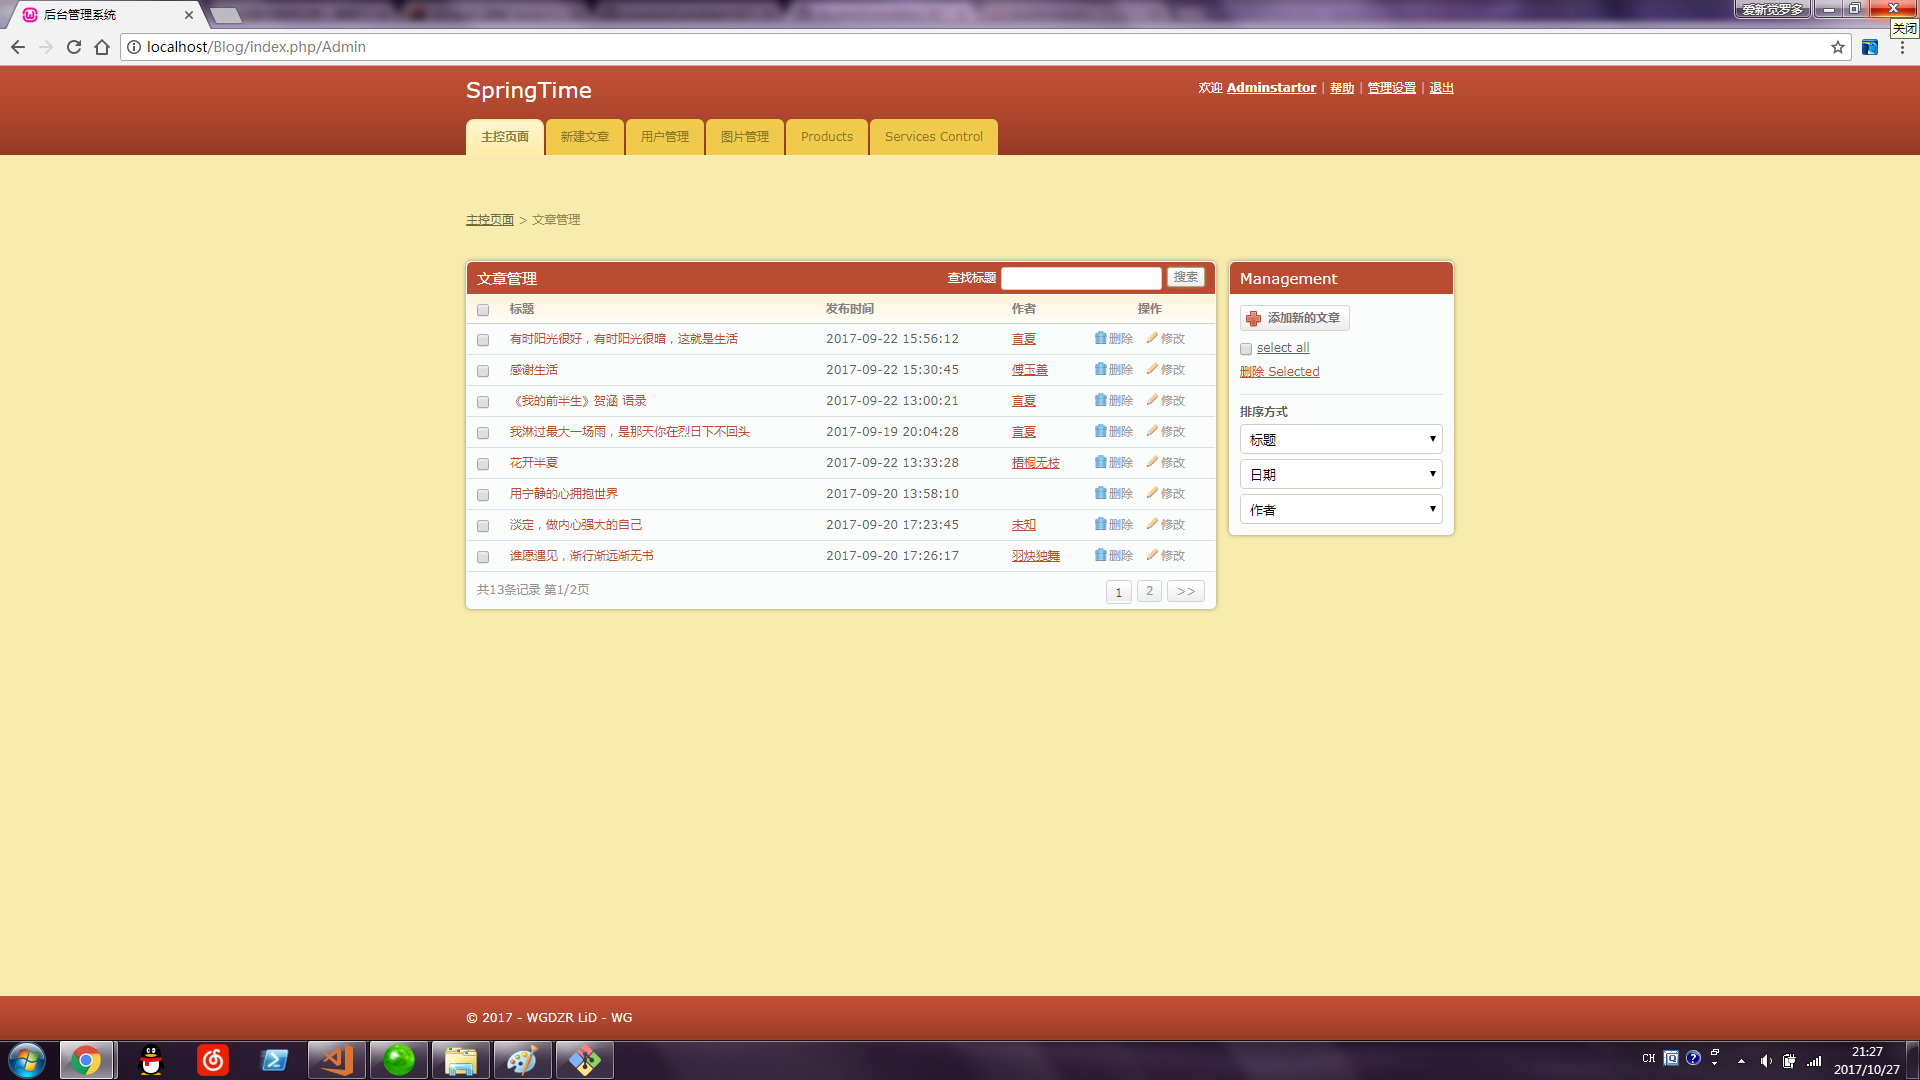 后台管理系统
爱新觉罗多
关闭
localhost/Blog/index.php/Admin
SpringTime
欢迎 Adminstartor | 帮助 | 管理设置 | 退出
主控页面 新建文章 用户管理 图片管理 Products Services Control
主控页面 > 文章管理
文章管理 查找标题 搜索
标题 发布时间 作者 操作
有时阳光很好，有时阳光很暗，这就是生活 2017-09-22 15:56:12 言夏 删除 修改
感谢生活 2017-09-22 15:30:45 傅玉善 删除 修改
《我的前半生》贺涵 语录 2017-09-22 13:00:21 言夏 删除 修改
我淋过最大一场雨，是那天你在烈日下不回头 2017-09-19 20:04:28 言夏 删除 修改
花开半夏 2017-09-22 13:33:28 梧桐无枝 删除 修改
用宁静的心拥抱世界 2017-09-20 13:58:10 删除 修改
淡定，做内心强大的自己 2017-09-20 17:23:45 未知 删除 修改
谁愿遇见，渐行渐远渐无书 2017-09-20 17:26:17 羽炔独舞 删除 修改
共13条记录 第1/2页 1 2 >>
Management
添加新的文章
select all
删除 Selected
排序方式
标题
日期
作者
© 2017 - WGDZR LiD - WG
CH
21:27
2017/10/27